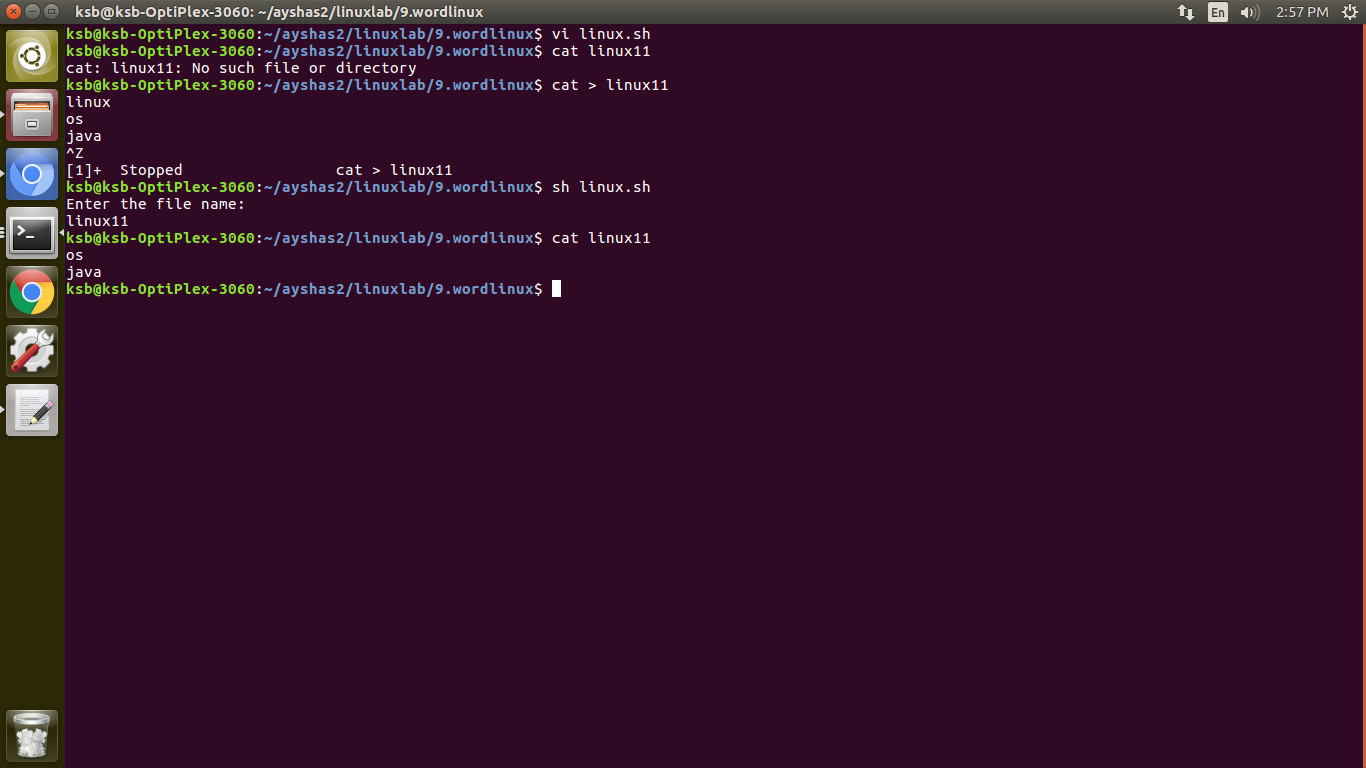 ksb@ksb-OptiPlex-3060: ~/ayshas2/linuxlab/9.wordlinux
En
2:57 PM
ksb@ksb-OptiPlex-3060:~/ayshas2/linuxlab/9.wordlinux$ vi linux.sh
ksb@ksb-OptiPlex-3060:~/ayshas2/linuxlab/9.wordlinux$ cat linux11
cat: linux11: No such file or directory
ksb@ksb-OptiPlex-3060:~/ayshas2/linuxlab/9.wordlinux$ cat > linux11
linux
os
java
^Z
[1]+  Stopped                 cat > linux11
ksb@ksb-OptiPlex-3060:~/ayshas2/linuxlab/9.wordlinux$ sh linux.sh
Enter the file name:
linux11
ksb@ksb-OptiPlex-3060:~/ayshas2/linuxlab/9.wordlinux$ cat linux11
os
java
ksb@ksb-OptiPlex-3060:~/ayshas2/linuxlab/9.wordlinux$